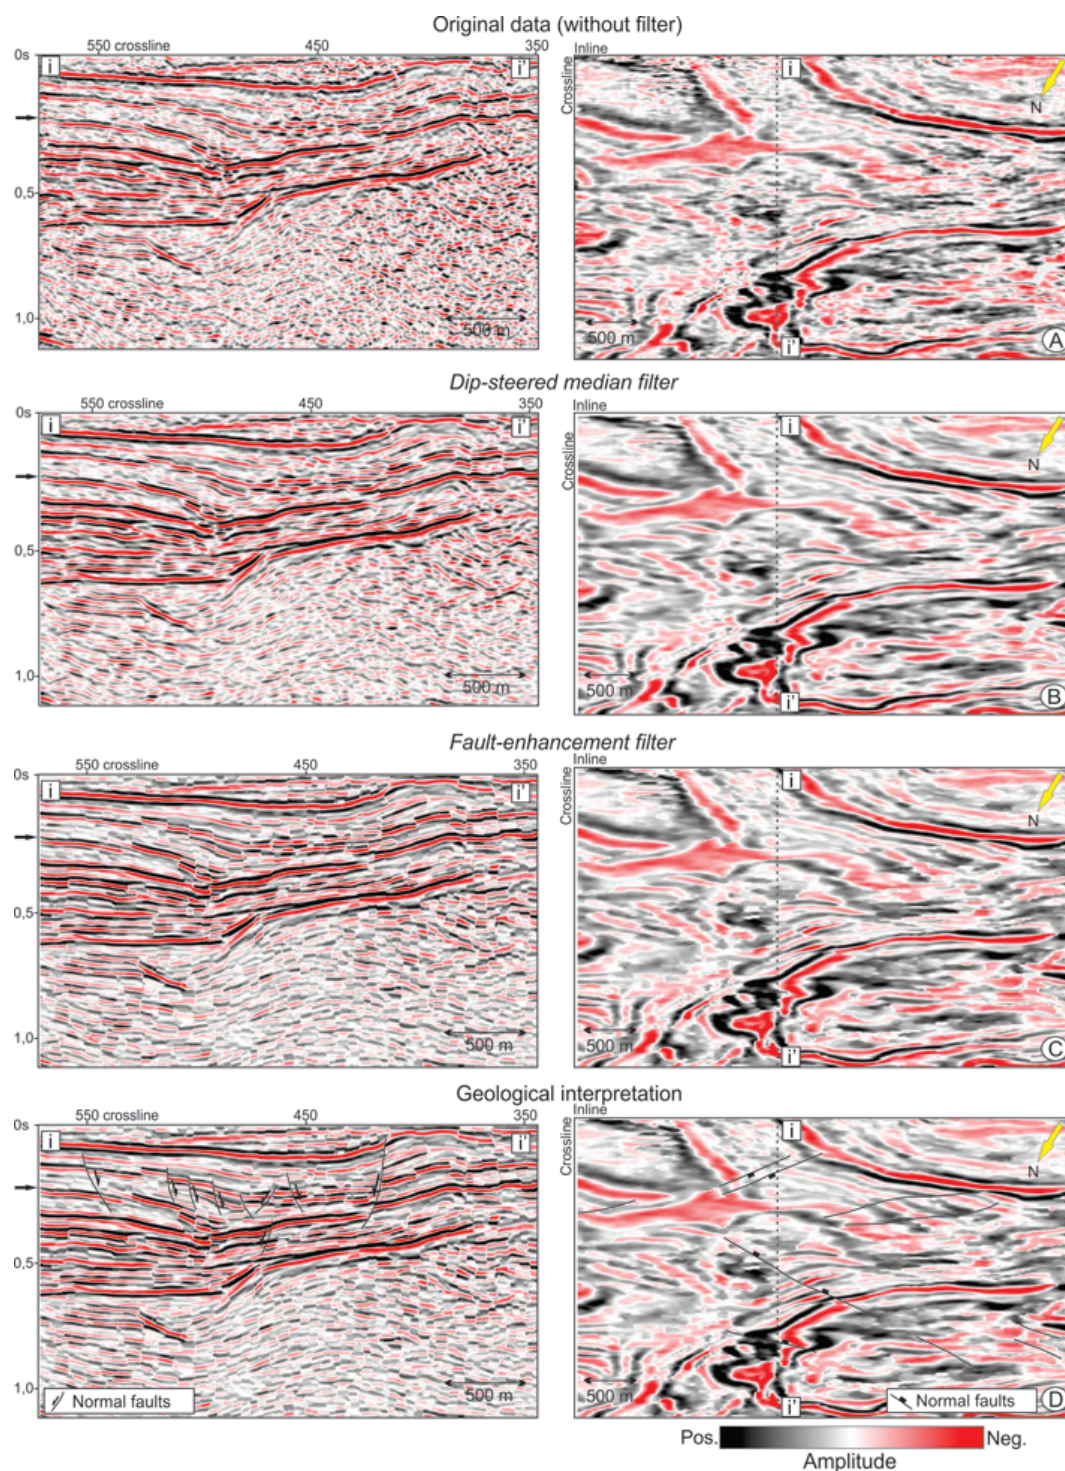 Original data (without filter)
550 crossline 450 350
Inline
0s
i i'
i
Crossline
N
0.5
1.0
500 m
500 m
i'
A
Dip-steered median filter
550 crossline 450 350
Inline
0s
i i'
i
Crossline
N
0.5
1.0
500 m
500 m
i'
B
Fault-enhancement filter
550 crossline 450 350
Inline
0s
i i'
i
Crossline
N
0.5
1.0
500 m
500 m
i'
C
Geological interpretation
550 crossline 450 350
Inline
0s
i i'
i
Crossline
N
0.5
1.0
500 m
500 m
Normal faults
i'
Normal faults
D
Pos. Neg.
Amplitude